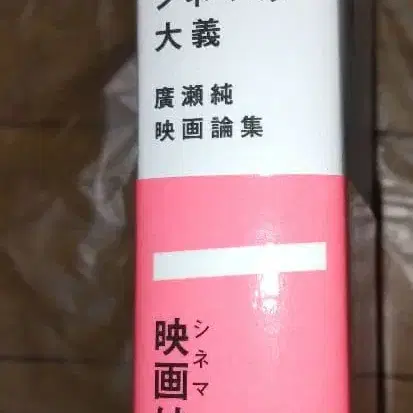 大義
廣瀬純
映画論集
映画
シネマ